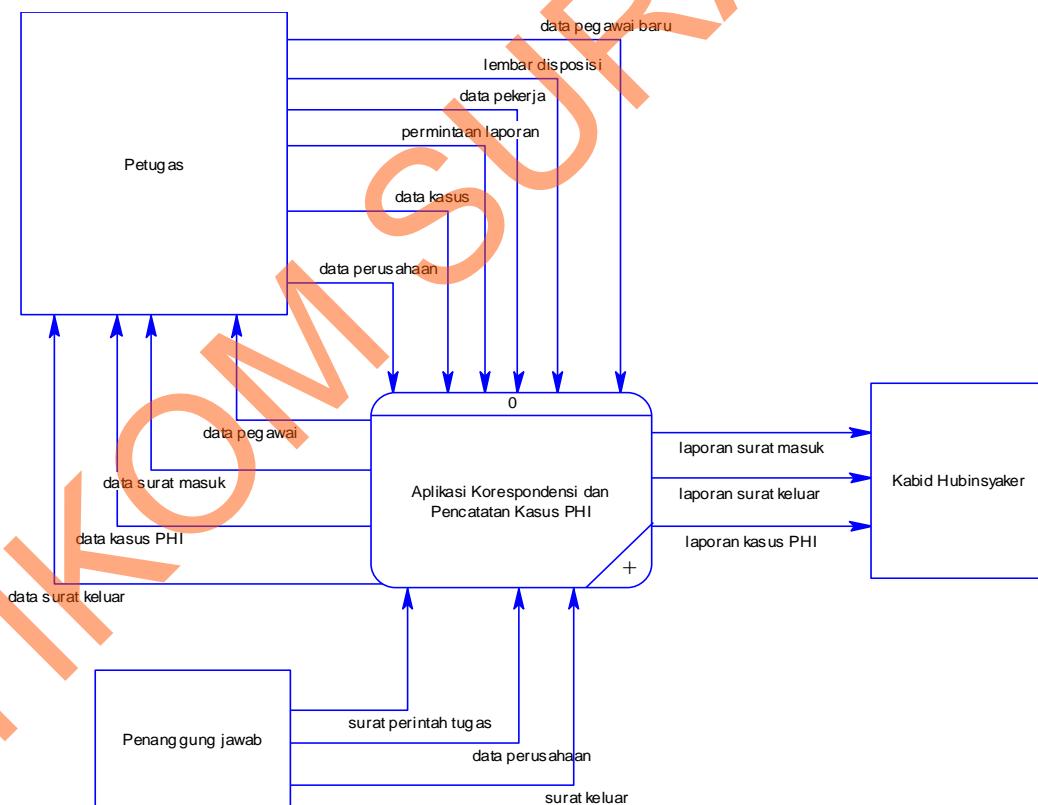 data pegawai baru
lembar disposisi
data pekerja
permintaan laporan
Petugas
data kasus
data perusahaan
0
data pegawai
laporan surat masuk
data surat masuk
Aplikasi Korespondensi dan
Pencatatan Kasus PHI
laporan surat keluar
Kabid Hubinsyaker
data kasus PHI
laporan kasus PHI
+
data surat keluar
surat perintah tugas
Penanggung jawab
data perusahaan
surat keluar
IKOM SURA